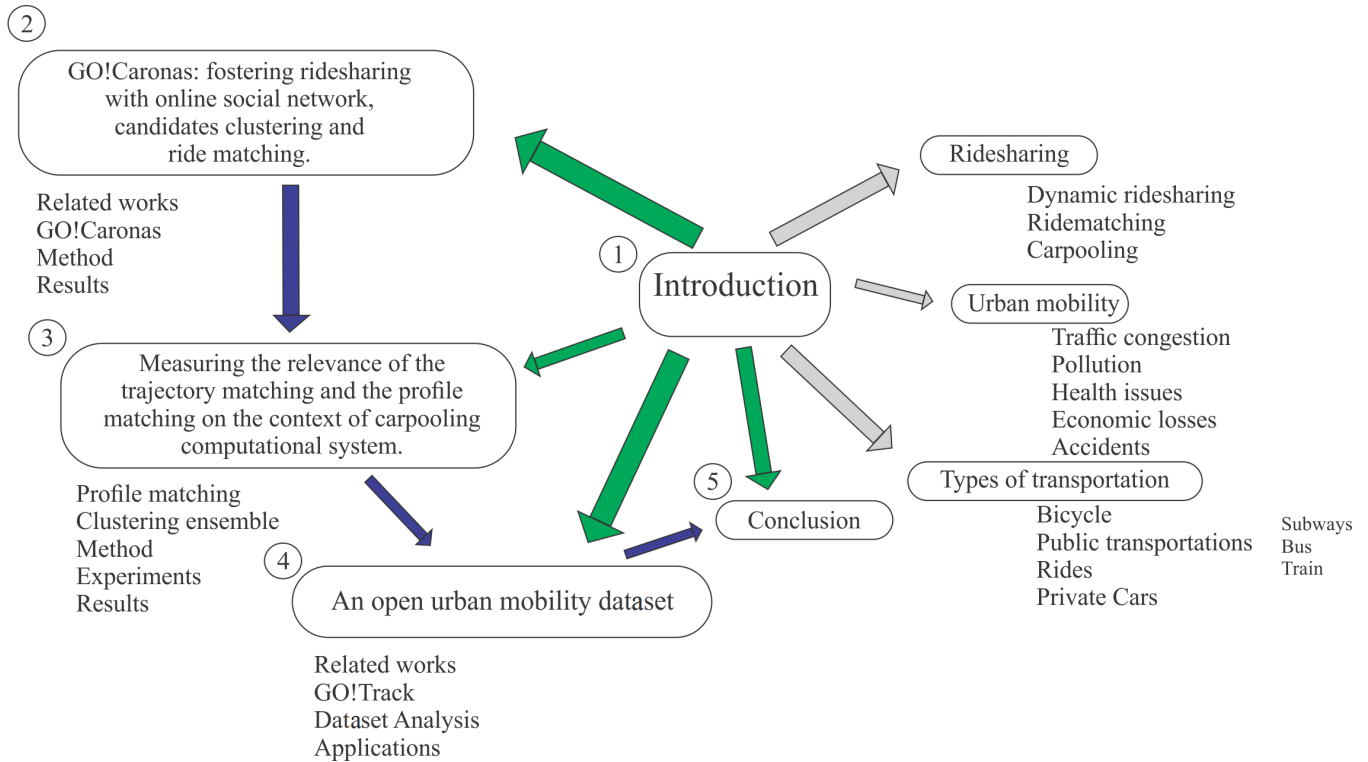 2
GO!Caronas: fostering ridesharing
with online social network,
candidates clustering and
ride matching.
Related works
GO!Caronas
Method
Results
1
Introduction
Ridesharing
Dynamic ridesharing
Ridematching
Carpooling
Urban mobility
Traffic congestion
Pollution
Health issues
Economic losses
Accidents
Types of transportation
Bicycle
Public transportations
Rides
Private Cars
Subways
Bus
Train
3
Measuring the relevance of the
trajectory matching and the profile
matching on the context of carpooling
computational system.
Profile matching
Clustering ensemble
Method
Experiments
Results
4
An open urban mobility dataset
Related works
GO!Track
Dataset Analysis
Applications
5
Conclusion